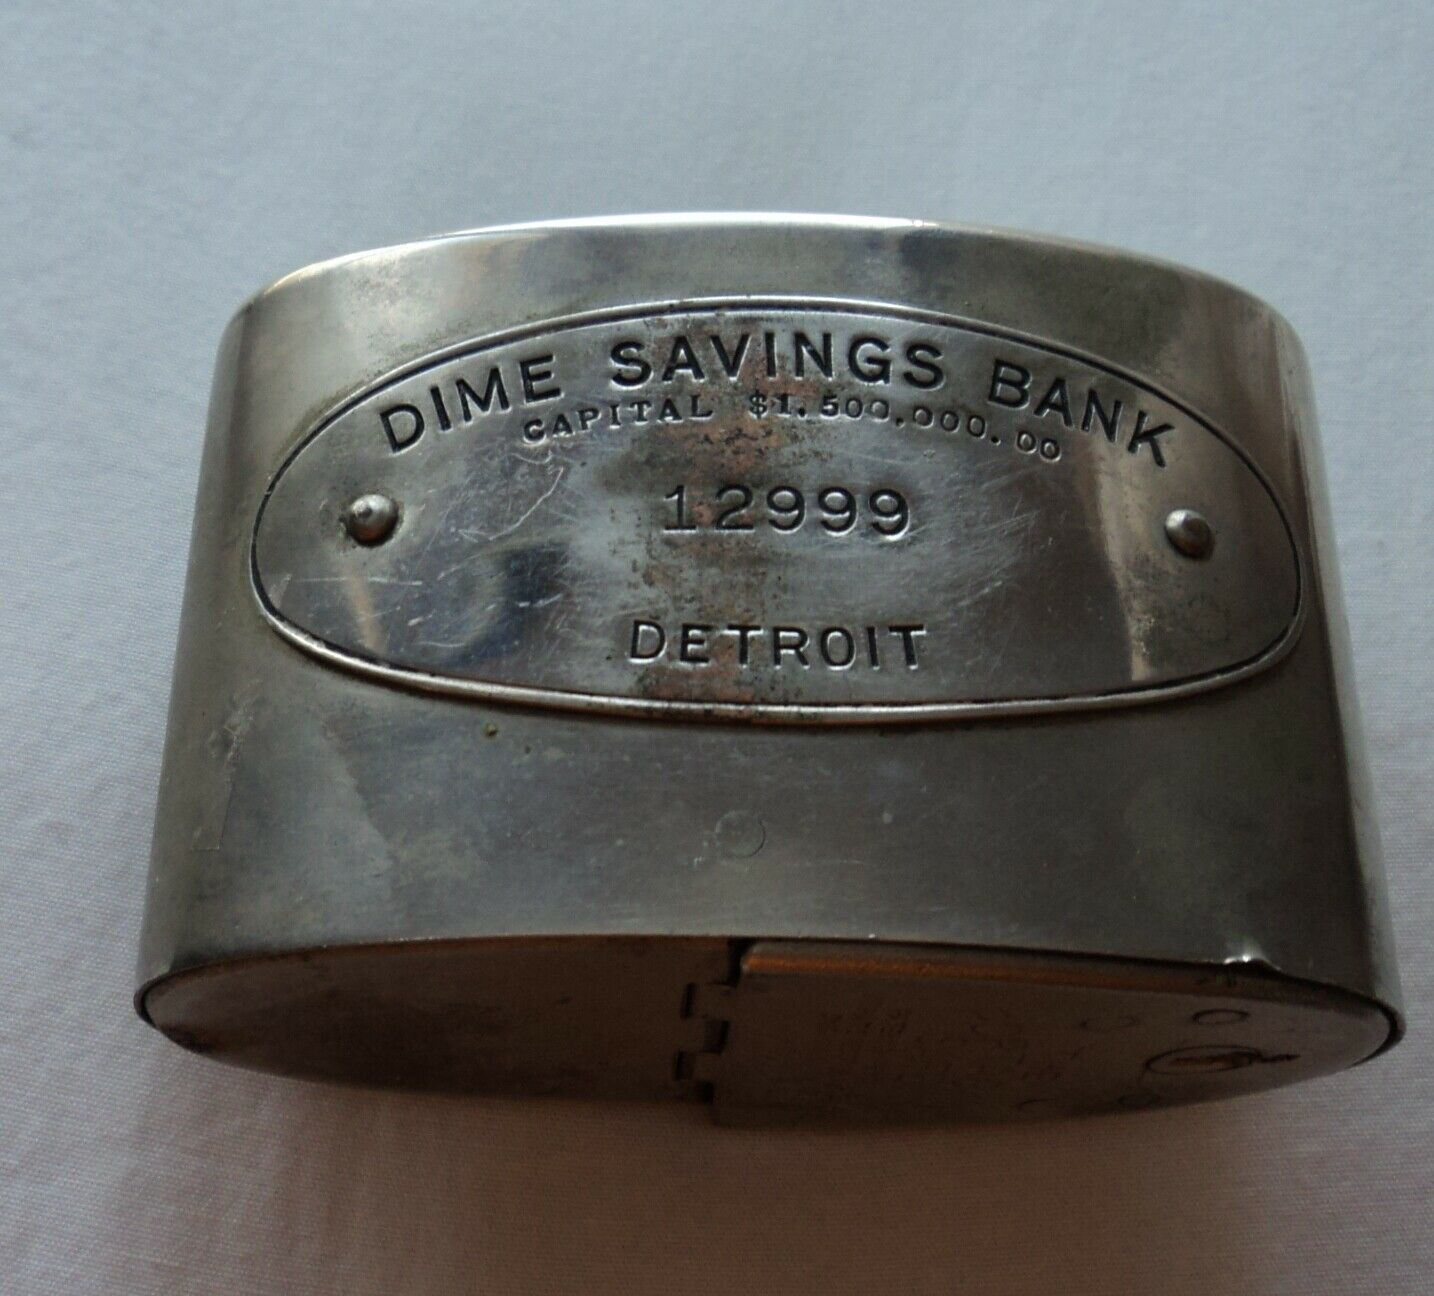 DIME SAVINGS BANK
CAPITAL $1,500,000.00
12999
DETROIT